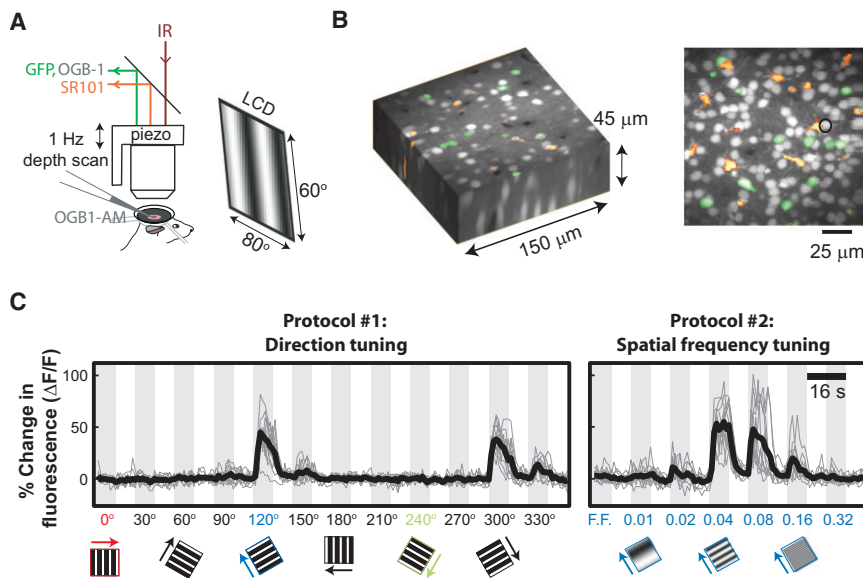 A
IR
GFP, OGB-1
SR101
piezo
1 Hz
depth scan
OGB1-AM
LCD
60°
80°
B
45 µm
150 µm
25 µm
C
Protocol #1:
Direction tuning
Protocol #2:
Spatial frequency tuning
% Change in
fluorescence (ΔF/F)
100
50
0
16 s
0° 30° 60° 90° 120° 150° 180° 210° 240° 270° 300° 330°
F.F. 0.01 0.02 0.04 0.08 0.16 0.32